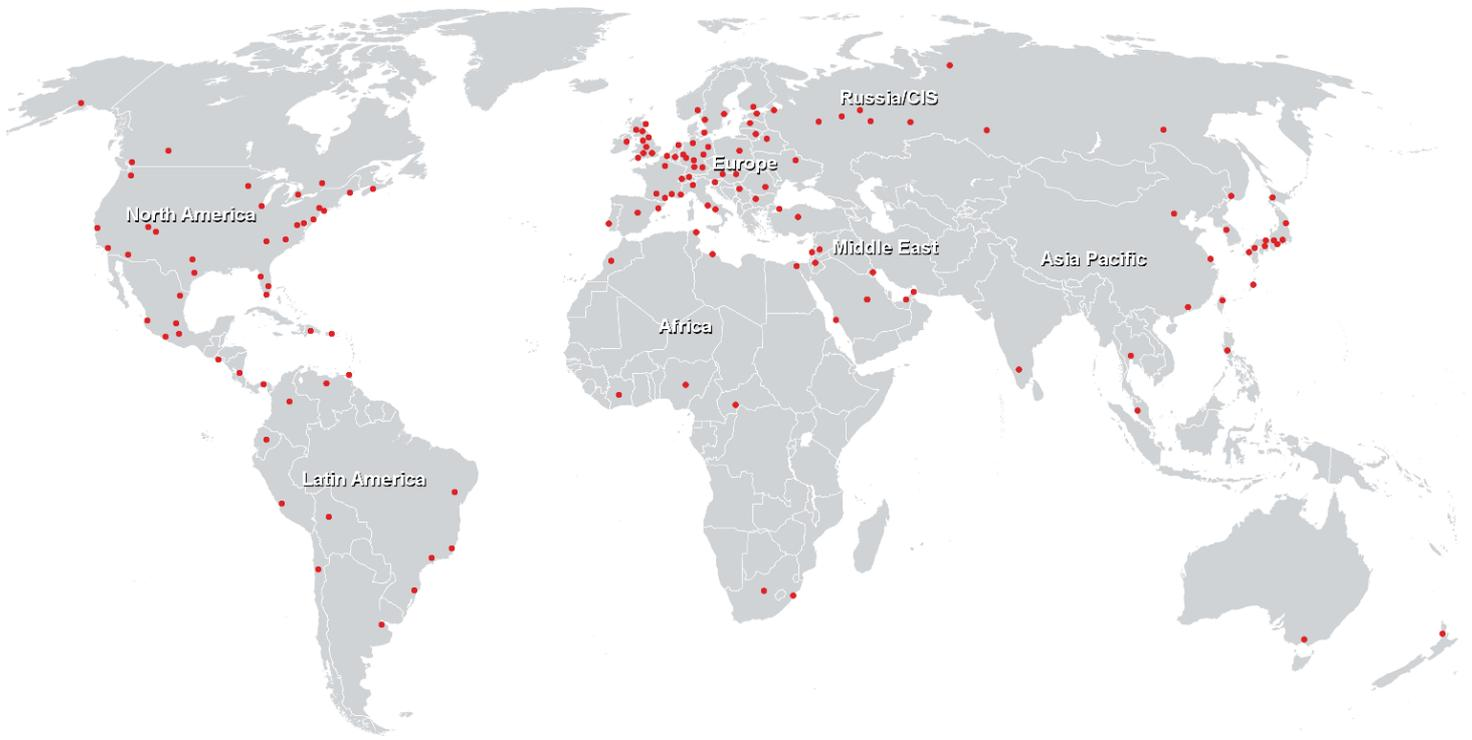 Russia/CIS
Europe
North America
Middle East
Asia Pacific
Africa
Latin America